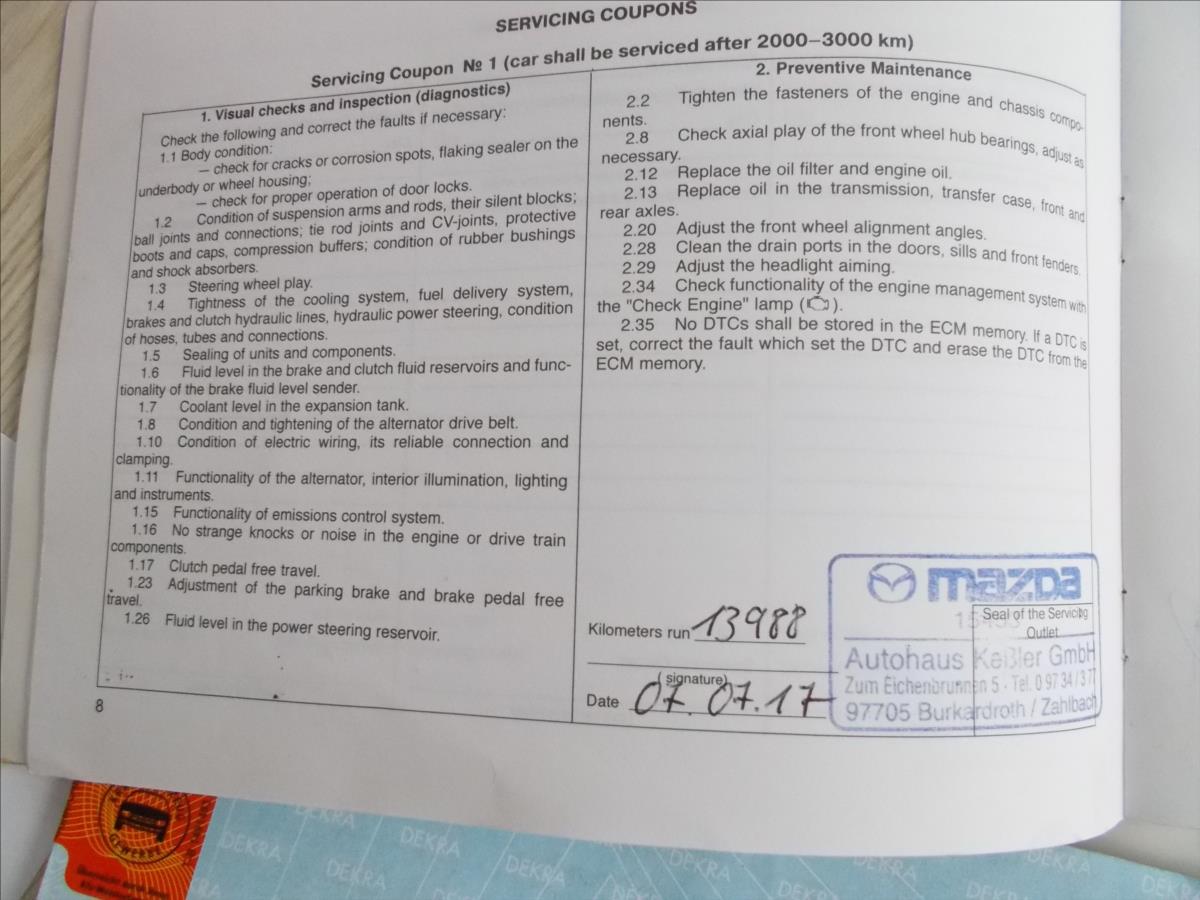 SERVICING COUPONS
Servicing Coupon № 1 (car shall be serviced after 2000–3000 km)
1. Visual checks and inspection (diagnostics)
Check the following and correct the faults if necessary:
1.1 Body condition:
– check for cracks or corrosion spots, flaking sealer on the
underbody or wheel housing;
– check for proper operation of door locks.
1.2 Condition of suspension arms and rods, their silent blocks;
ball joints and connections; tie rod joints and CV-joints, protective
boots and caps, compression buffers; condition of rubber bushings
and shock absorbers.
1.3 Steering wheel play.
1.4 Tightness of the cooling system, fuel delivery system,
brakes and clutch hydraulic lines, hydraulic power steering, condition
of hoses, tubes and connections.
1.5 Sealing of units and components.
1.6 Fluid level in the brake and clutch fluid reservoirs and func-
tionality of the brake fluid level sender.
1.7 Coolant level in the expansion tank.
1.8 Condition and tightening of the alternator drive belt.
1.10 Condition of electric wiring, its reliable connection and
clamping.
1.11 Functionality of the alternator, interior illumination, lighting
and instruments.
1.15 Functionality of emissions control system.
1.16 No strange knocks or noise in the engine or drive train
components.
1.17 Clutch pedal free travel.
1.23 Adjustment of the parking brake and brake pedal free
travel.
1.26 Fluid level in the power steering reservoir.
8
2. Preventive Maintenance
2.2 Tighten the fasteners of the engine and chassis compo-
nents.
2.8 Check axial play of the front wheel hub bearings, adjust as
necessary.
2.12 Replace the oil filter and engine oil.
2.13 Replace oil in the transmission, transfer case, front and
rear axles.
2.20 Adjust the front wheel alignment angles.
2.28 Clean the drain ports in the doors, sills and front fenders.
2.29 Adjust the headlight aiming.
2.34 Check functionality of the engine management system with
the "Check Engine" lamp ( ).
2.35 No DTCs shall be stored in the ECM memory. If a DTC is
set, correct the fault which set the DTC and erase the DTC from the
ECM memory.
Kilometers run 13988
(signature)
Date 07.07.17
mazda
Seal of the Servicing
Outlet
Autohaus Keßler GmbH
Zum Eichenbrunnen 5 · Tel. 0 97 34 / 3 77
97705 Burkardroth / Zahlbach
DEKRA
DEKRA
DEKRA
DEKRA
DEKRA
DEKRA
DEKRA
DEKRA
DEKRA